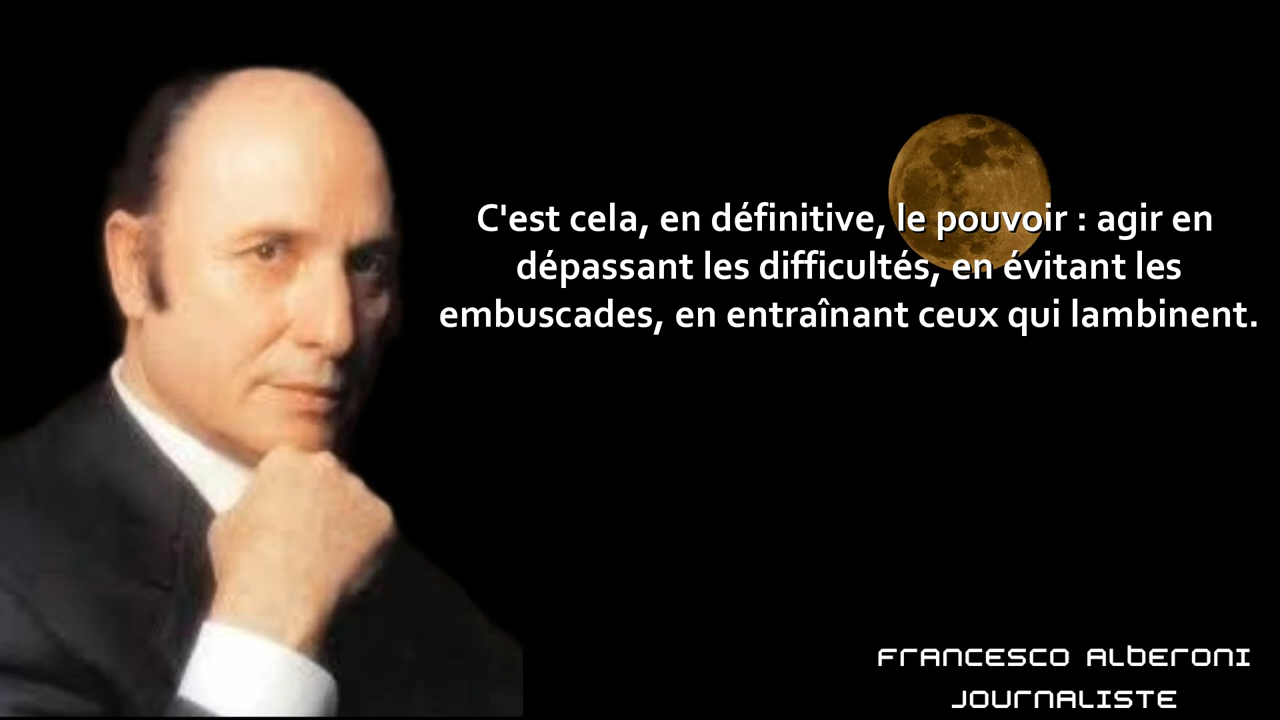 C'est cela, en définitive, le pouvoir : agir en
dépassant les difficultés, en évitant les
embuscades, en entraînant ceux qui lambinent.
Francesco Alberoni
Journaliste